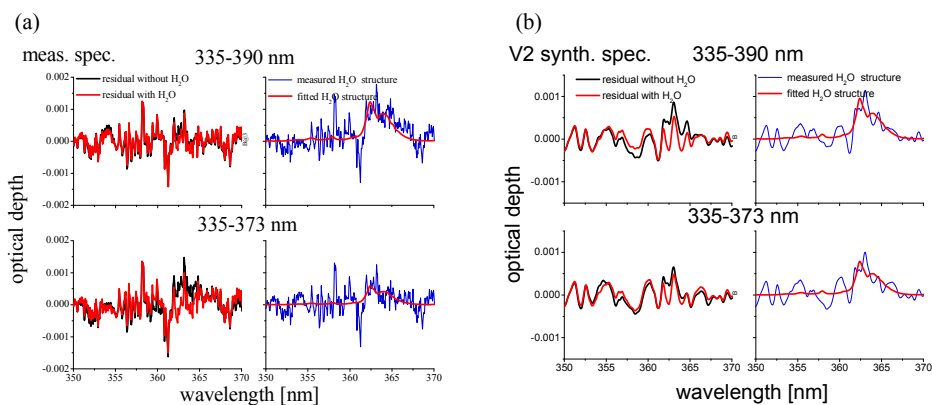 (a)
meas. spec. 335-390 nm
residual without H2O
residual with H2O
measured H2O structure
fitted H2O structure
0.002
0.001
0.000
-0.001
-0.002
335-373 nm
0.002
0.001
0.000
-0.001
-0.002
optical depth
350 355 360 365 370 350 355 360 365 370
wavelength [nm]
(b)
V2 synth. spec. 335-390 nm
residual without H2O
residual with H2O
measured H2O structure
fitted H2O structure
0.001
0.000
-0.001
B
335-373 nm
0.001
0.000
-0.001
B
optical depth
350 355 360 365 370 350 355 360 365 370
wavelength [nm]